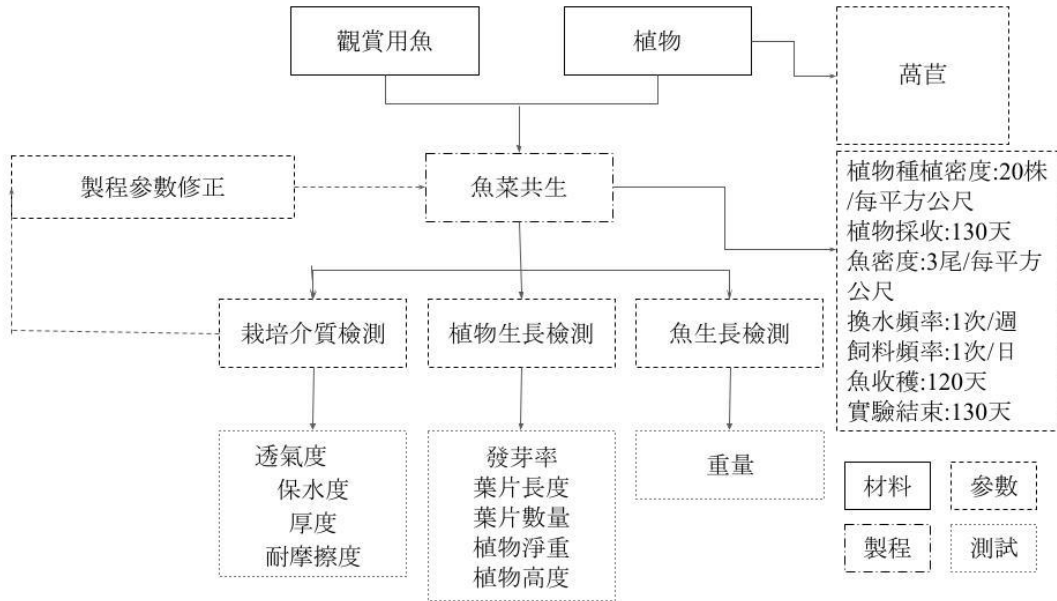 觀賞用魚
植物
萵苣
製程參數修正
魚菜共生
植物種植密度:20株
/每平方公尺
植物採收:130天
魚密度:3尾/每平方
公尺
換水頻率:1次/週
飼料頻率:1次/日
魚收穫:120天
實驗結束:130天
栽培介質檢測
植物生長檢測
魚生長檢測
透氣度
保水度
厚度
耐摩擦度
發芽率
葉片長度
葉片數量
植物淨重
植物高度
重量
材料
參數
製程
測試